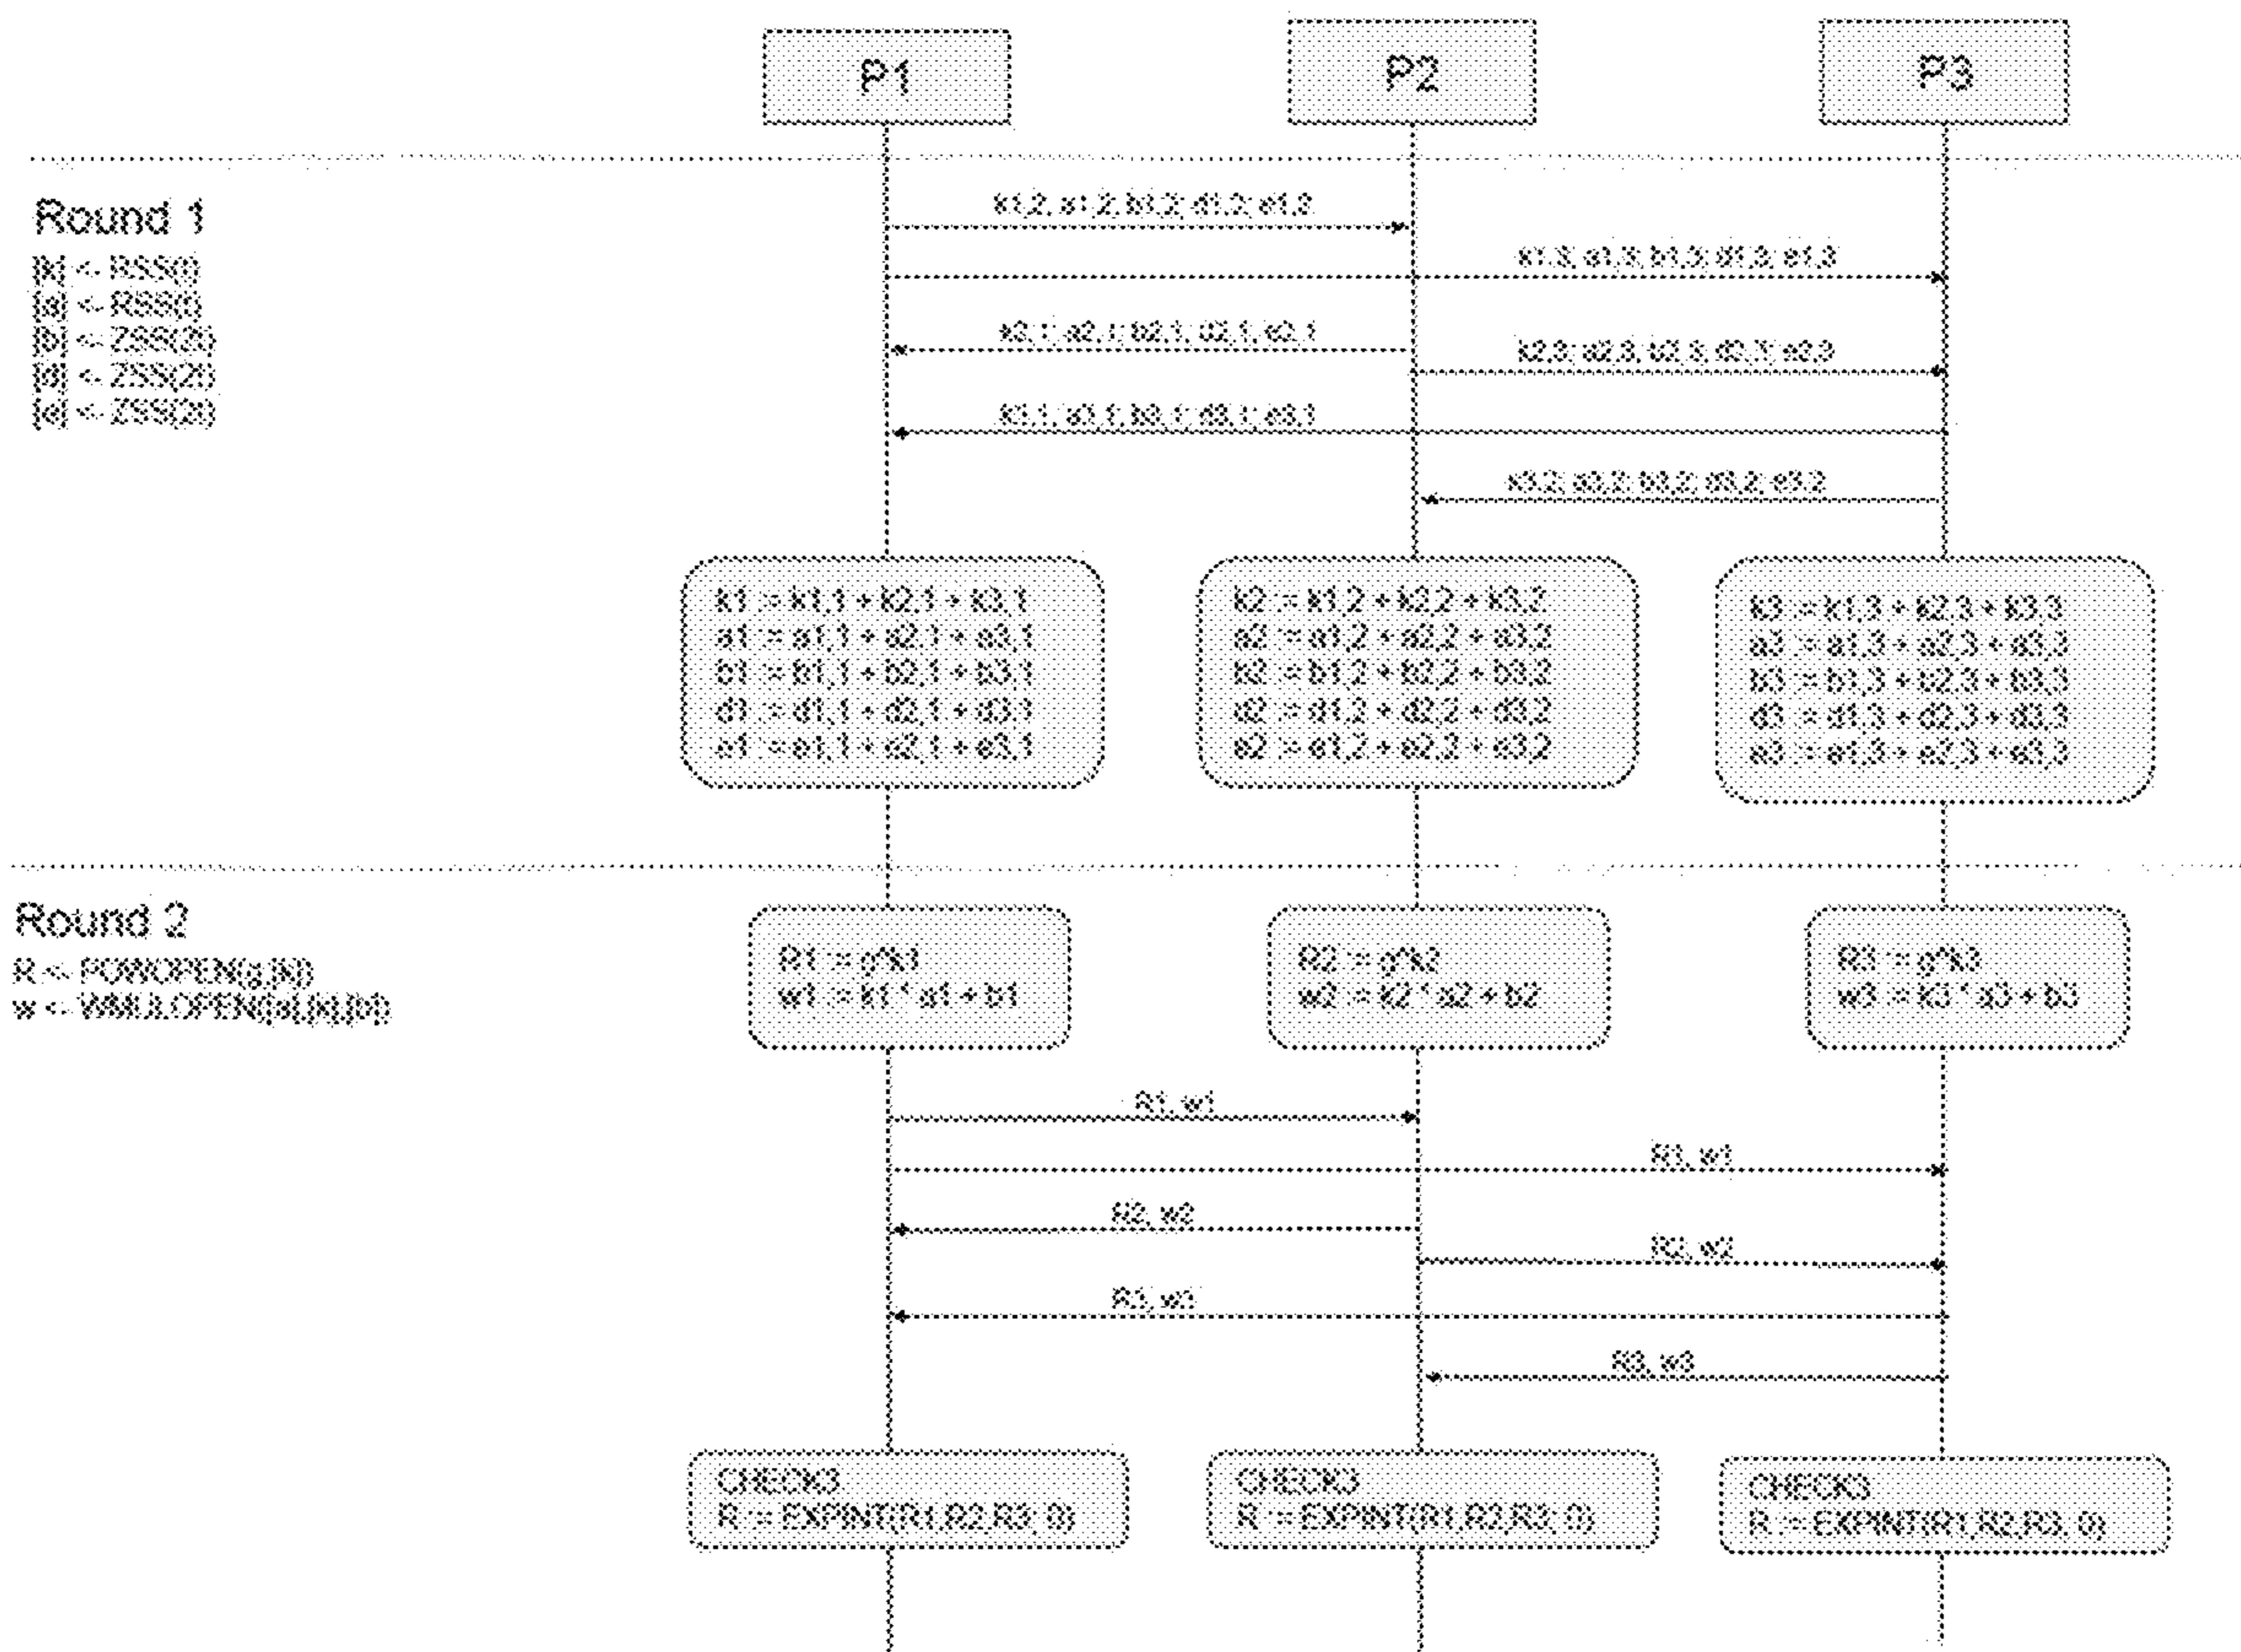 P1
P2
P3
Round 1
[k] <- RSS(t)
[a] <- RSS(t)
[b] <- ZSS(2t)
[d] <- ZSS(2t)
[e] <- ZSS(2t)
k1,2; a1,2; b1,2; d1,2; e1,2
k1,3; a1,3; b1,3; d1,3; e1,3
k2,1; a2,1; b2,1; d2,1; e2,1
k2,3; a2,3; b2,3; d2,3; e2,3
k3,1; a3,1; b3,1; d3,1; e3,1
k3,2; a3,2; b3,2; d3,2; e3,2
k1 := k1,1 + k2,1 + k3,1
a1 := a1,1 + a2,1 + a3,1
b1 := b1,1 + b2,1 + b3,1
d1 := d1,1 + d2,1 + d3,1
e1 := e1,1 + e2,1 + e3,1
k2 := k1,2 + k2,2 + k3,2
a2 := a1,2 + a2,2 + a3,2
b2 := b1,2 + b2,2 + b3,2
d2 := d1,2 + d2,2 + d3,2
e2 := e1,2 + e2,2 + e3,2
k3 := k1,3 + k2,3 + k3,3
a3 := a1,3 + a2,3 + a3,3
b3 := b1,3 + b2,3 + b3,3
d3 := d1,3 + d2,3 + d3,3
e3 := e1,3 + e2,3 + e3,3
Round 2
R <- POWOPEN(g,[k])
w <- WMULOPEN([a],[k],[b])
R1 := g^k1
w1 := k1 * a1 + b1
R2 := g^k2
w2 := k2 * a2 + b2
R3 := g^k3
w3 := k3 * a3 + b3
R1, w1
R1, w1
R2, w2
R2, w2
R3, w3
R3, w3
CHECK3
R := EXPINT(R1,R2,R3; 0)
CHECK3
R := EXPINT(R1,R2,R3; 0)
CHECK3
R := EXPINT(R1,R2,R3, 0)